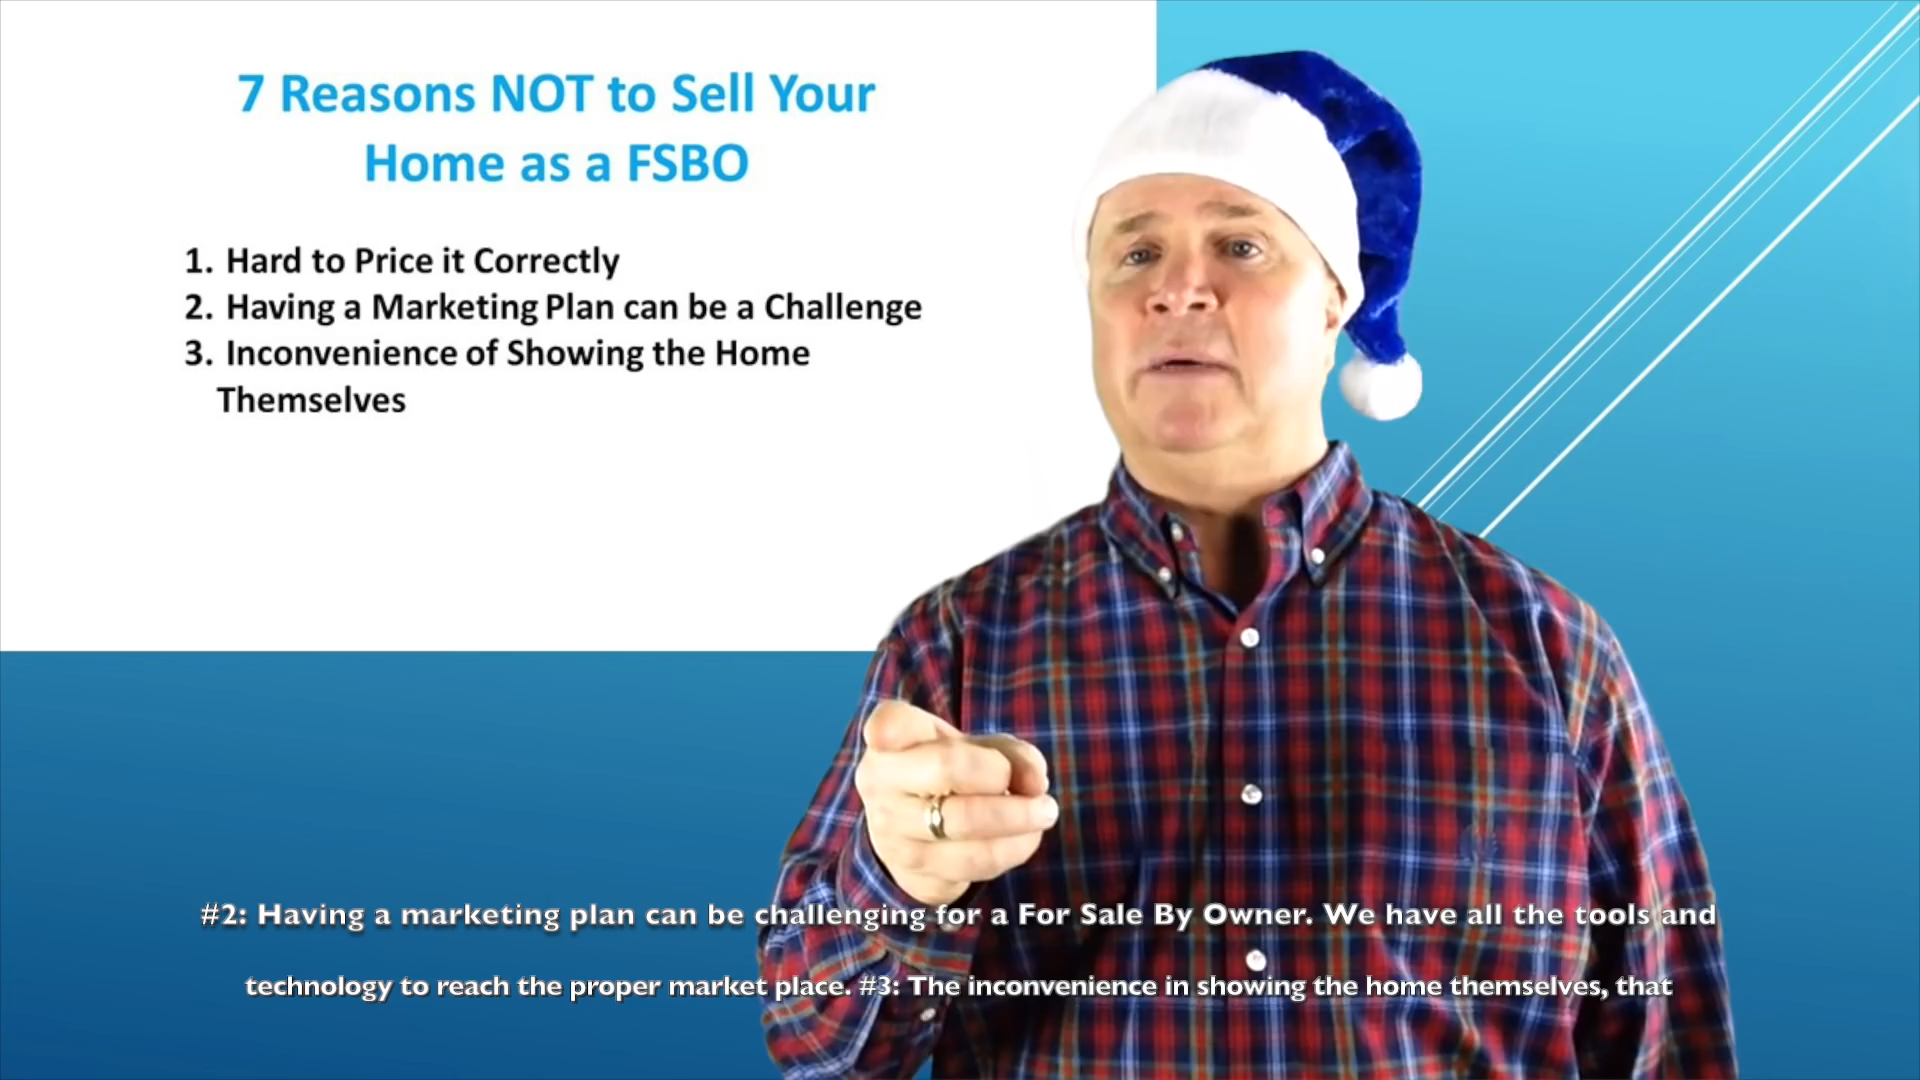 7 Reasons NOT to Sell Your
Home as a FSBO
1. Hard to Price it Correctly
2. Having a Marketing Plan can be a Challenge
3. Inconvenience of Showing the Home
Themselves
#2: Having a marketing plan can be challenging for a For Sale By Owner. We have all the tools and
technology to reach the proper market place. #3: The inconvenience in showing the home themselves, that